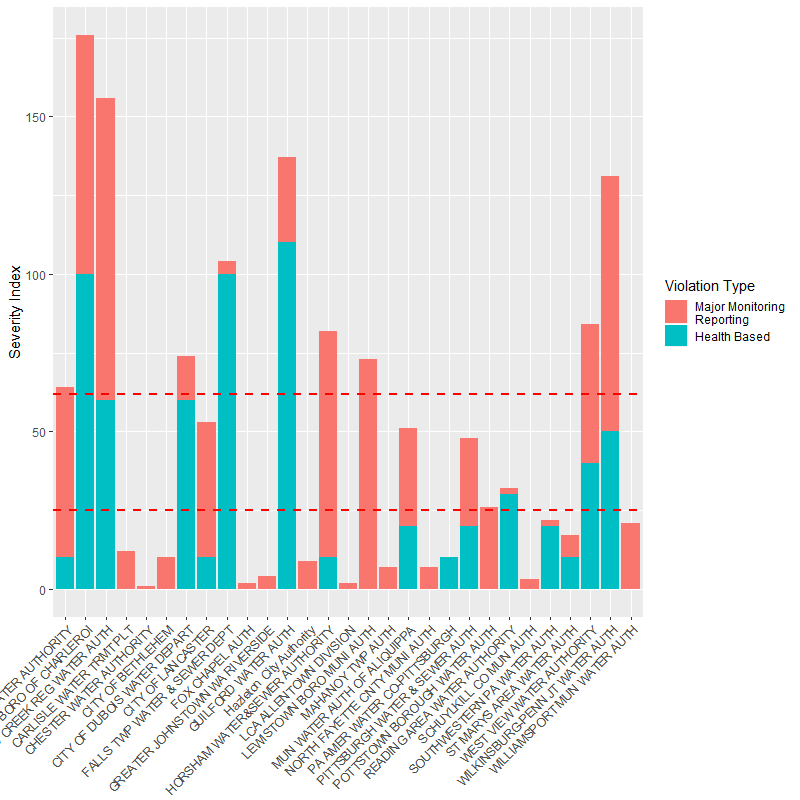 Severity Index
150
100
50
0
Violation Type
Major Monitoring
Reporting
Health Based
ATER AUTHORITY
BORO OF CHARLEROI
CREEK REG WATER AUTH
CARLISLE WATER TRMT PLT
CHESTER WATER AUTHORITY
CITY OF BETHLEHEM
CITY OF DUBOIS WATER DEPART
CITY OF LANCASTER
FALLS TWP WATER & SEWER DEPT
FOX CHAPEL AUTH
GREATER JOHNSTOWN WA RIVERSIDE
GUILFORD WATER AUTH
Hazleton City Authority
HORSHAM WATER&SEWER AUTHORITY
LCA ALLENTOWN DIVISION
LEWISTOWN BORO MUNI AUTH
MAHANOY TWP AUTH
MUN WATER AUTH OF ALIQUIPPA
NORTH FAYETTE CNTY MUNI AUTH
PA AMER WATER CO-PITTSBURGH
PITTSBURGH WATER & SEWER AUTH
POTTSTOWN BOROUGH WATER AUTH
READING AREA WATER AUTHORITY
SCHUYLKILL CO MUN AUTH
SOUTHWESTERN PA WATER AUTH
ST MARYS AREA WATER AUTH
WEST VIEW WATER AUTHORITY
WILKINSBURG-PENN JT WATER AUTH
WILLIAMSPORT MUN WATER AUTH